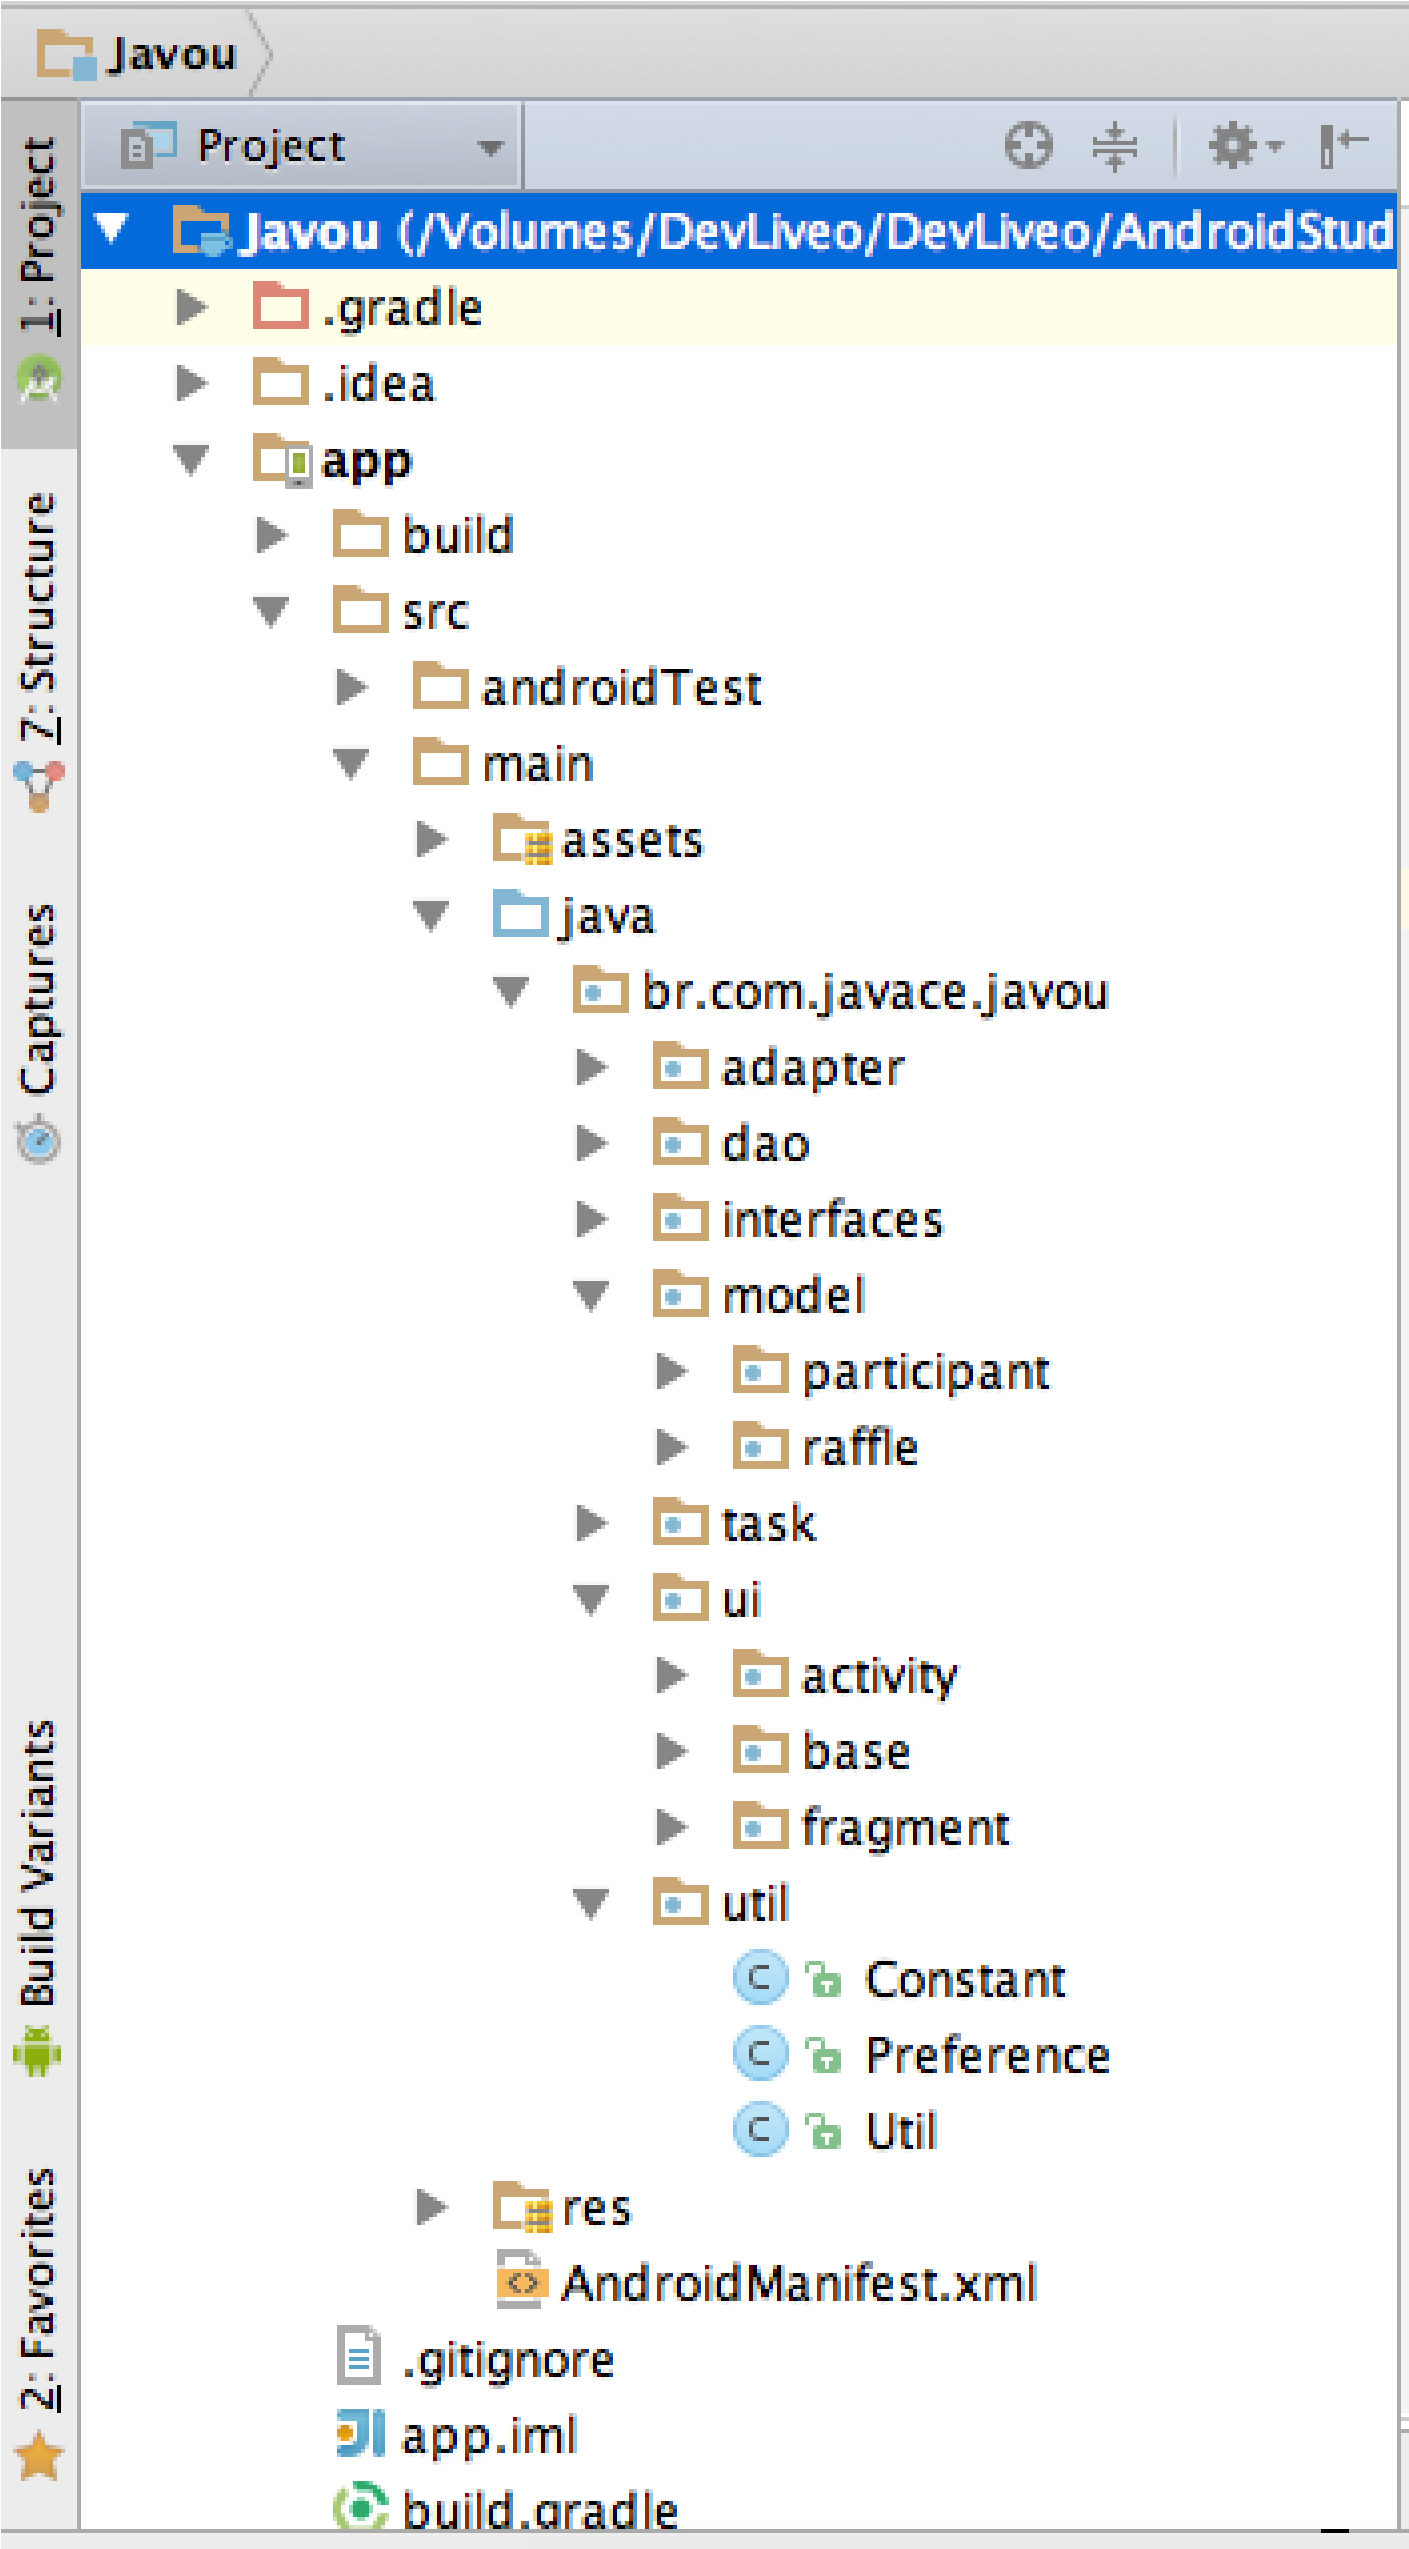 Javou
Project
Javou (/Volumes/DevLiveo/DevLiveo/AndroidStud
.gradle
.idea
app
build
src
androidTest
main
assets
java
br.com.javace.javou
adapter
dao
interfaces
model
participant
raffle
task
ui
activity
base
fragment
util
Constant
Preference
Util
res
AndroidManifest.xml
.gitignore
app.iml
build.gradle
1: Project
7: Structure
Captures
Build Variants
2: Favorites